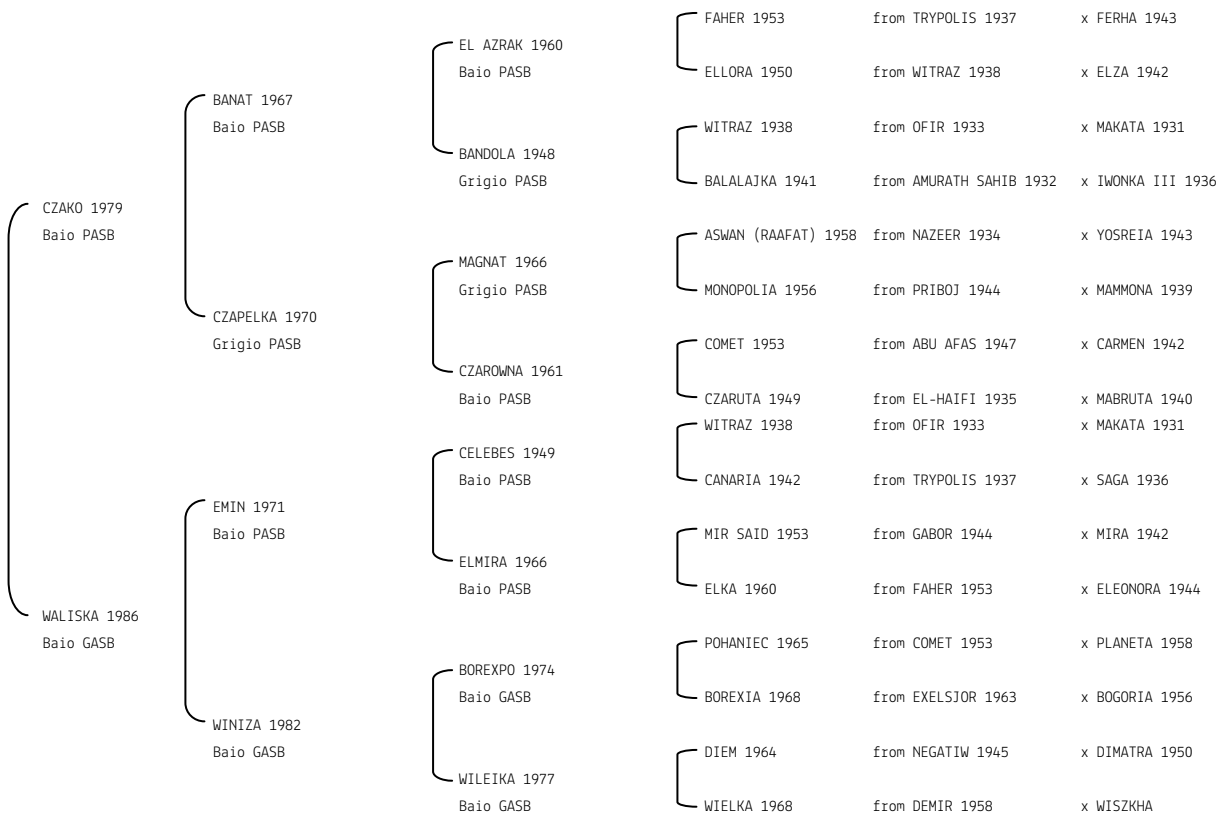 FAHER 1953 from TRYPOLIS 1937 x FERHA 1943
EL AZRAK 1960
Baio PASB
ELLORA 1950 from WITRAZ 1938 x ELZA 1942
BANAT 1967
Baio PASB
WITRAZ 1938 from OFIR 1933 x MAKATA 1931
BANDOLA 1948
Grigio PASB
BALALAJKA 1941 from AMURATH SAHIB 1932 x IWONKA III 1936
CZAKO 1979
Baio PASB
ASWAN (RAAFAT) 1958 from NAZEER 1934 x YOSREIA 1943
MAGNAT 1966
Grigio PASB
MONOPOLIA 1956 from PRIBOJ 1944 x MAMMONA 1939
CZAPELKA 1970
Grigio PASB
COMET 1953 from ABU AFAS 1947 x CARMEN 1942
CZAROWNA 1961
Baio PASB
CZARUTA 1949 from EL-HAIFI 1935 x MABRUTA 1940
WITRAZ 1938 from OFIR 1933 x MAKATA 1931
CELEBES 1949
Baio PASB
CANARIA 1942 from TRYPOLIS 1937 x SAGA 1936
EMIN 1971
Baio PASB
MIR SAID 1953 from GABOR 1944 x MIRA 1942
ELMIRA 1966
Baio PASB
ELKA 1960 from FAHER 1953 x ELEONORA 1944
WALISKA 1986
Baio GASB
POHANIEC 1965 from COMET 1953 x PLANETA 1958
BOREXPO 1974
Baio GASB
BOREXIA 1968 from EXELSJOR 1963 x BOGORIA 1956
WINIZA 1982
Baio GASB
DIEM 1964 from NEGATIW 1945 x DIMATRA 1950
WILEIKA 1977
Baio GASB
WIELKA 1968 from DEMIR 1958 x WISZKHA